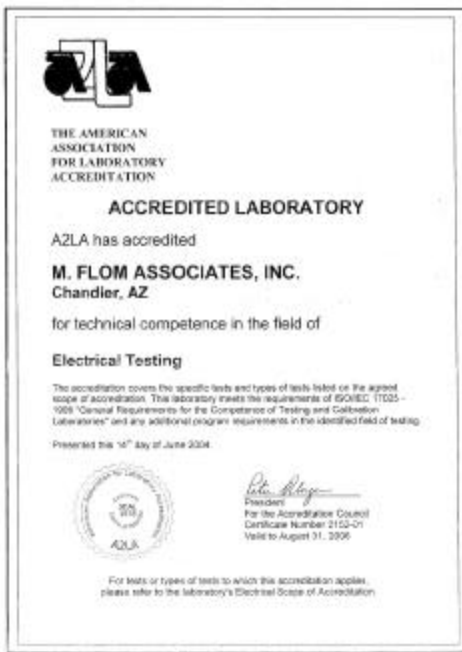 A2LA
THE AMERICAN
ASSOCIATION
FOR LABORATORY
ACCREDITATION
ACCREDITED LABORATORY
A2LA has accredited
M. FLOM ASSOCIATES, INC.
Chandler, AZ
for technical competence in the field of
Electrical Testing
The accreditation covers the specific tests and types of tests listed on the agreed
scope of accreditation. This laboratory meets the requirements of ISO/IEC 17025 -
1999 "General Requirements for the Competence of Testing and Calibration
Laboratories" and any additional program requirements in the identified field of testing.
Presented this 14th day of June 2004.
SEAL
A2LA
President
For the Accreditation Council
Certificate Number 2152-01
Valid to August 31, 2006
For tests or types of tests to which this accreditation applies,
please refer to the laboratory's Electrical Scope of Accreditation